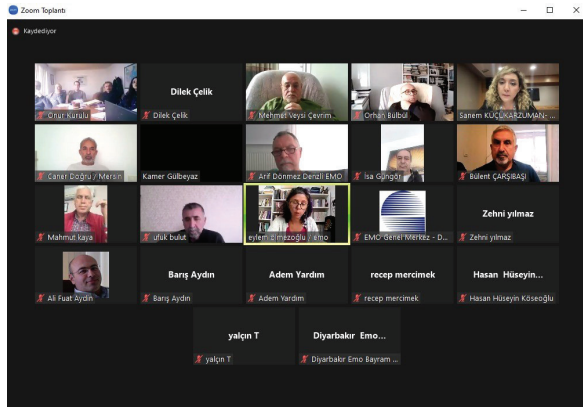 Zoom Toplantı
Kaydediyor
Onur Kurulu
Dilek Çelik
Dilek Çelik
Mehmet Veysi Çevrim...
Orhan Bülbül
Sanem KÜÇÜKARZUMAN-...
Caner Doğru / Mersin
Kamer Gülbeyaz
Arif Dönmez Denizli EMO
İsa Güngör
Bülent ÇARŞIBAŞI
Mahmut kaya
ufuk bulut
eylem ölmezoğlu / emo
EMO Genel Merkez - D...
Zehni yılmaz
Zehni yılmaz
Ali Fuat Aydın
Barış Aydın
Barış Aydın
Adem Yardım
Adem Yardım
recep mercimek
recep mercimek
Hasan Hüseyin...
Hasan Hüseyin Köseoğlu
yalçın T
yalçın T
Diyarbakır Emo...
Diyarbakır Emo Bayram ...